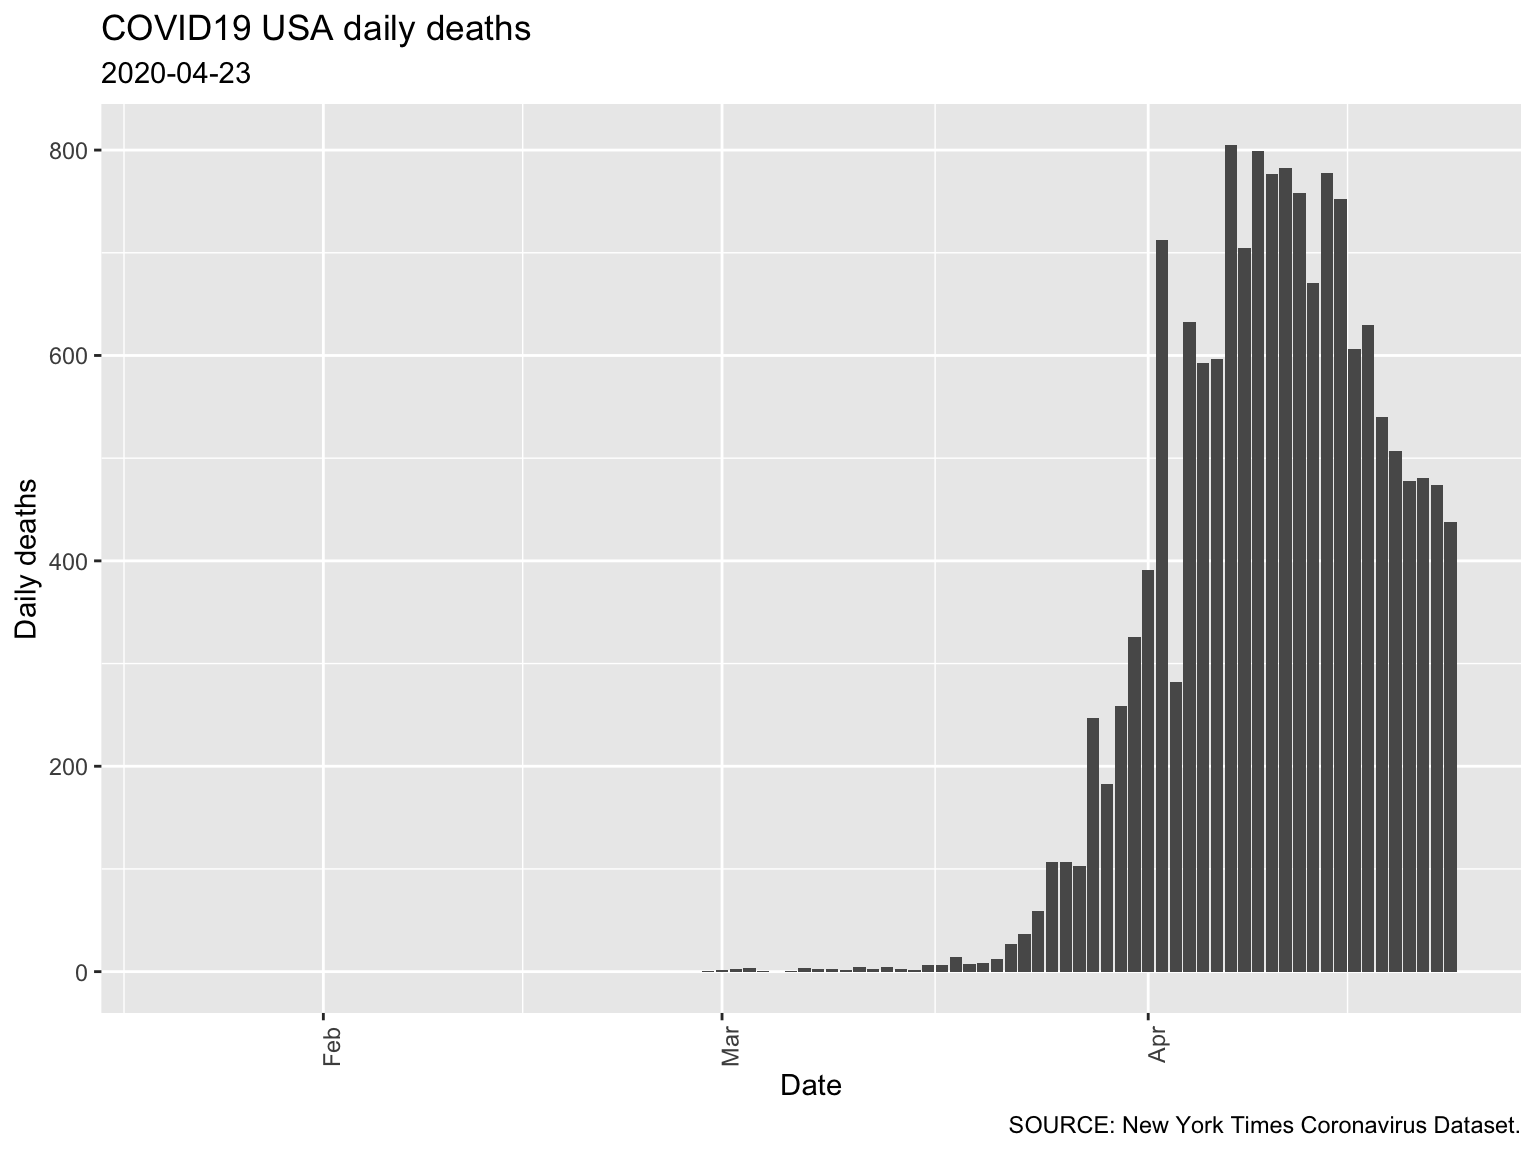 COVID19 USA daily deaths
2020-04-23
Daily deaths
800
600
400
200
0
Feb
Mar
Apr
Date
SOURCE: New York Times Coronavirus Dataset.